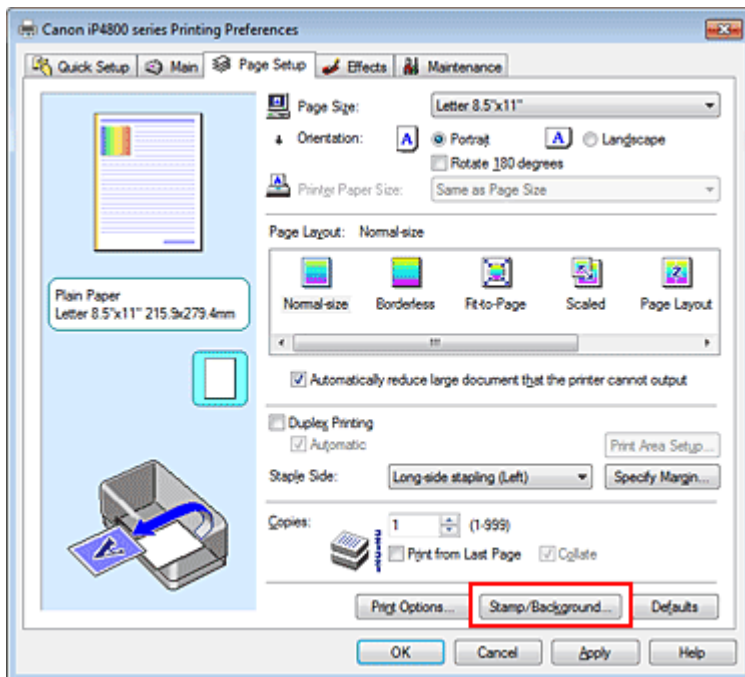 Canon iP4800 series Printing Preferences
Quick Setup Main Page Setup Effects Maintenance
Page Size: Letter 8.5"x11"
Orientation: A Portrait A Landscape
Rotate 180 degrees
Printer Paper Size: Same as Page Size
Page Layout: Normal-size
Normal-size Borderless Fit-to-Page Scaled Page Layout
Plain Paper
Letter 8.5"x11" 215.9x279.4mm
Automatically reduce large document that the printer cannot output
Duplex Printing
Automatic Print Area Setup...
Staple Side: Long-side stapling (Left) Specify Margin...
Copies: 1 (1-999)
Print from Last Page Collate
Print Options... Stamp/Background... Defaults
OK Cancel Apply Help